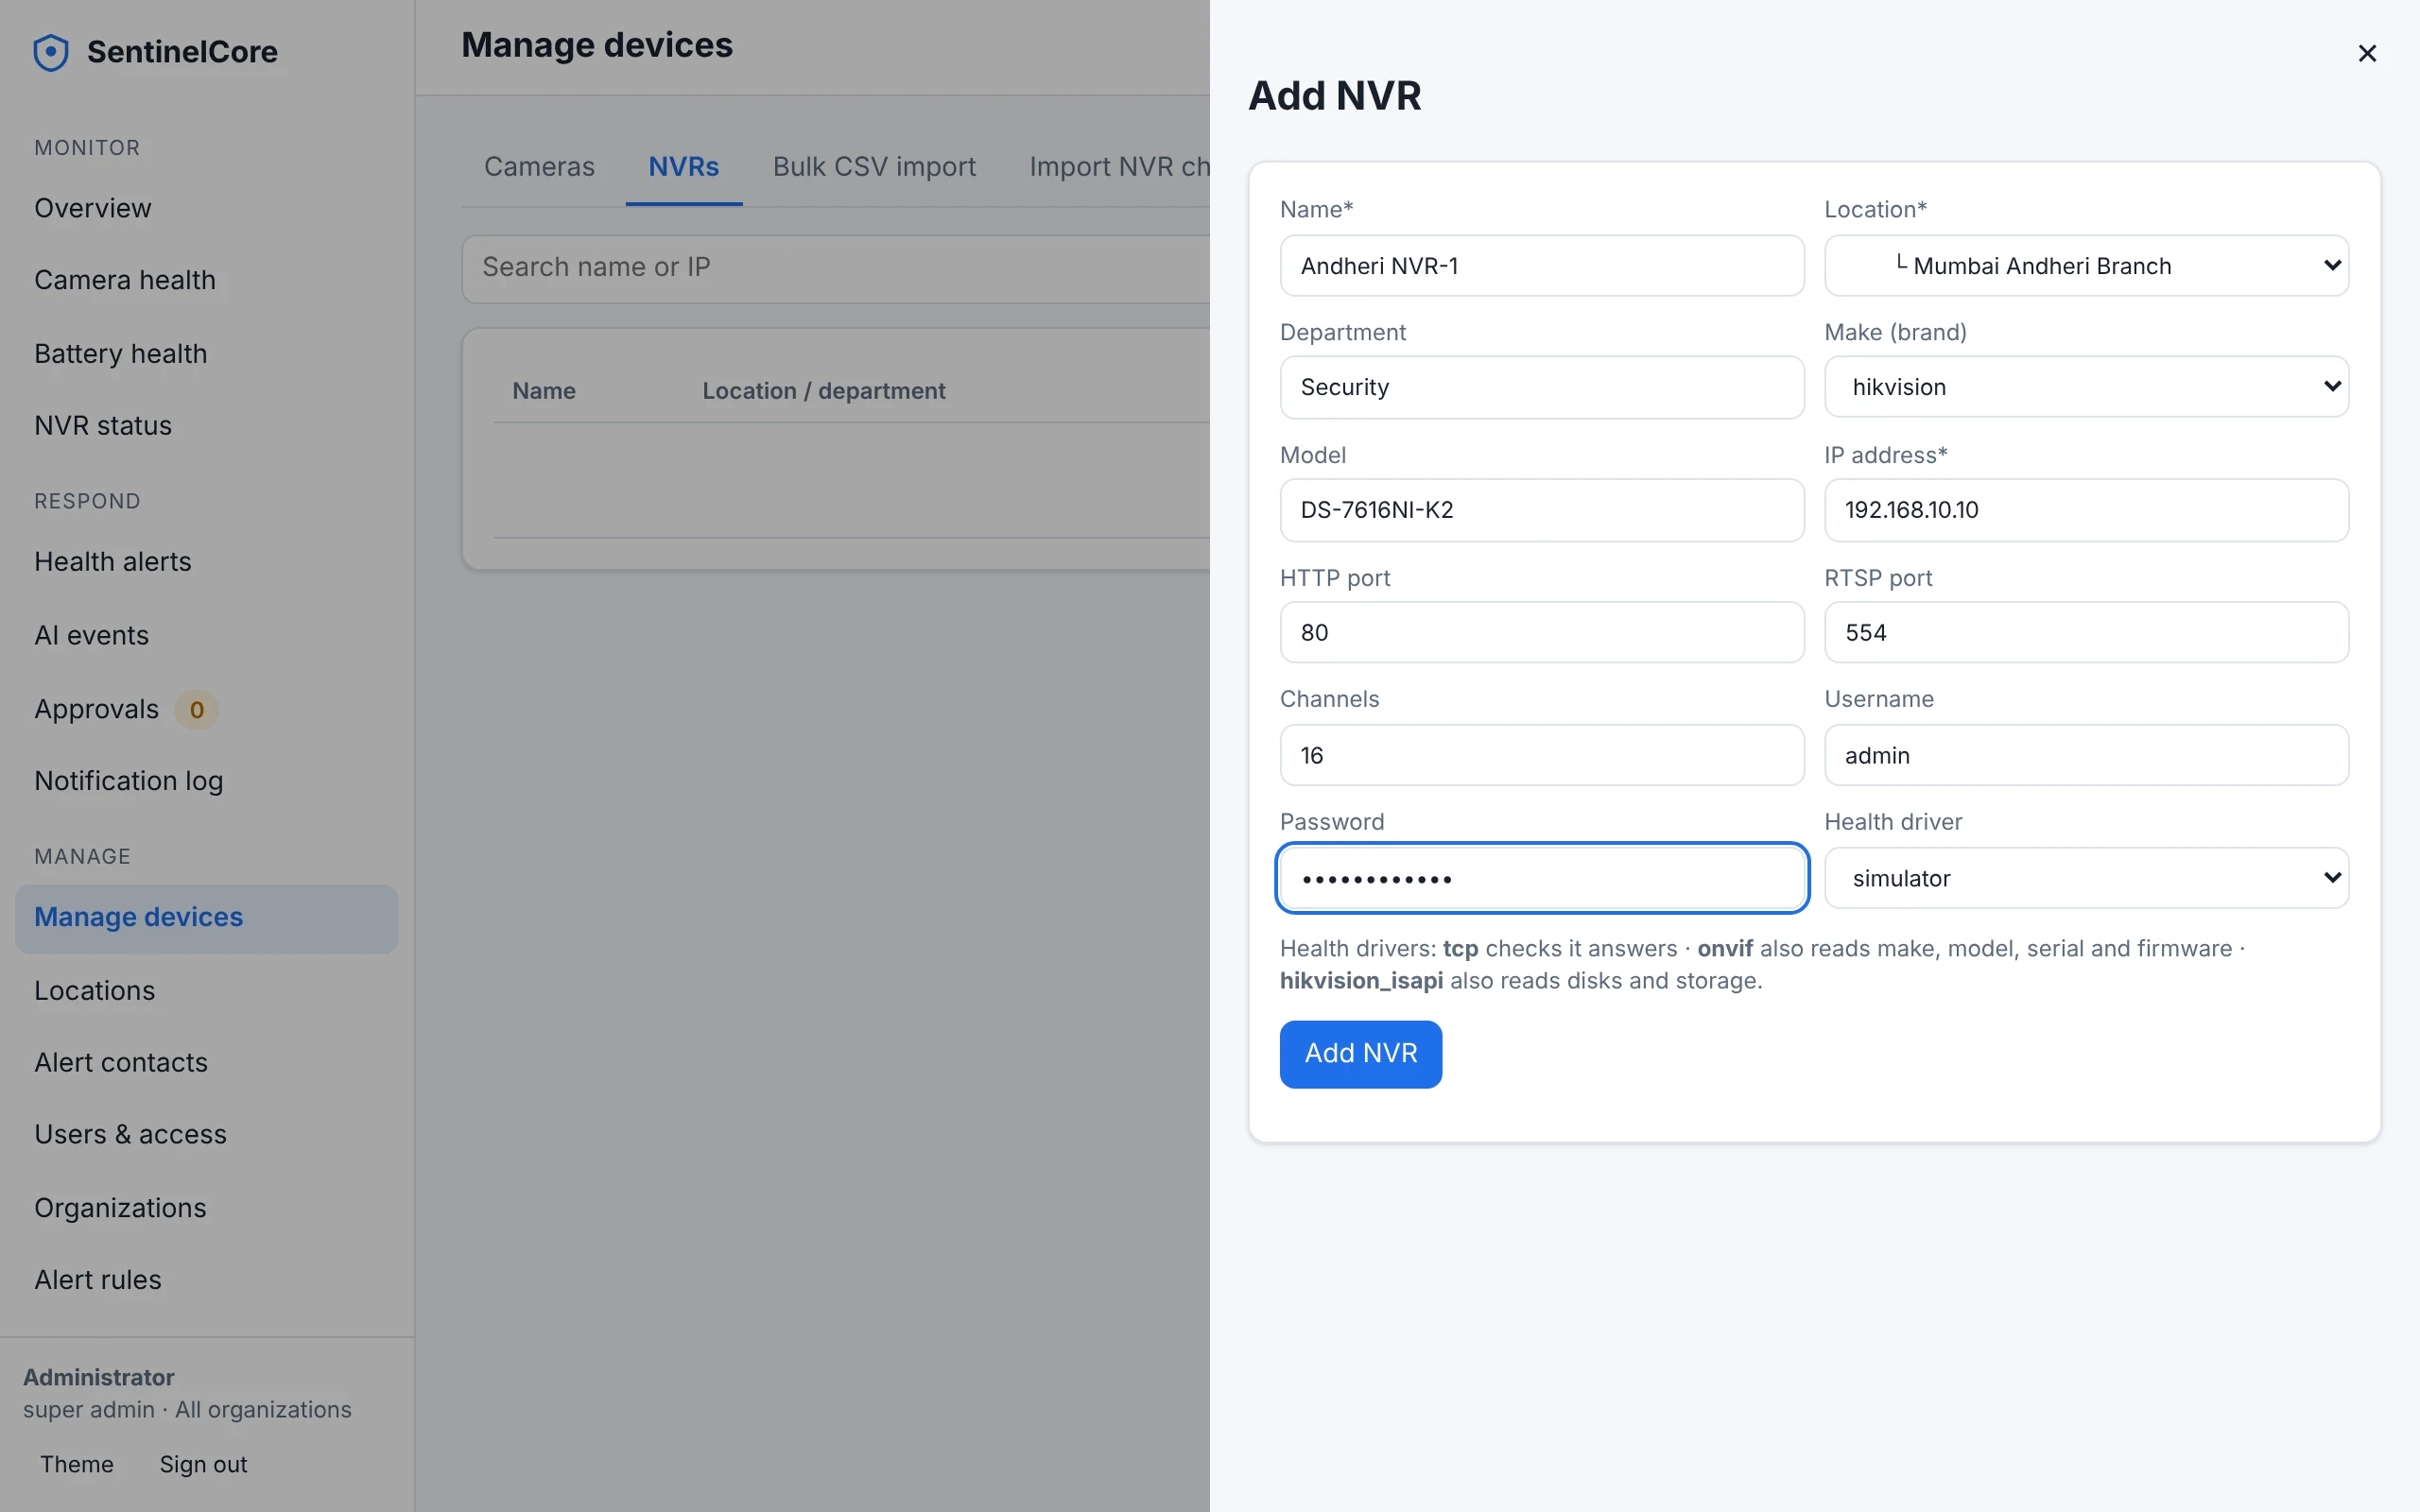 SentinelCore
MONITOR
Overview
Camera health
Battery health
NVR status
RESPOND
Health alerts
AI events
Approvals 0
Notification log
MANAGE
Manage devices
Locations
Alert contacts
Users & access
Organizations
Alert rules
Administrator
super admin · All organizations
Theme Sign out
Manage devices
Cameras NVRs Bulk CSV import Import NVR ch
Search name or IP
Name Location / department
✕
Add NVR
Name* Location*
Andheri NVR-1 └ Mumbai Andheri Branch
Department Make (brand)
Security hikvision
Model IP address*
DS-7616NI-K2 192.168.10.10
HTTP port RTSP port
80 554
Channels Username
16 admin
Password Health driver
•••••••••••• simulator
Health drivers: tcp checks it answers · onvif also reads make, model, serial and firmware ·
hikvision_isapi also reads disks and storage.
Add NVR